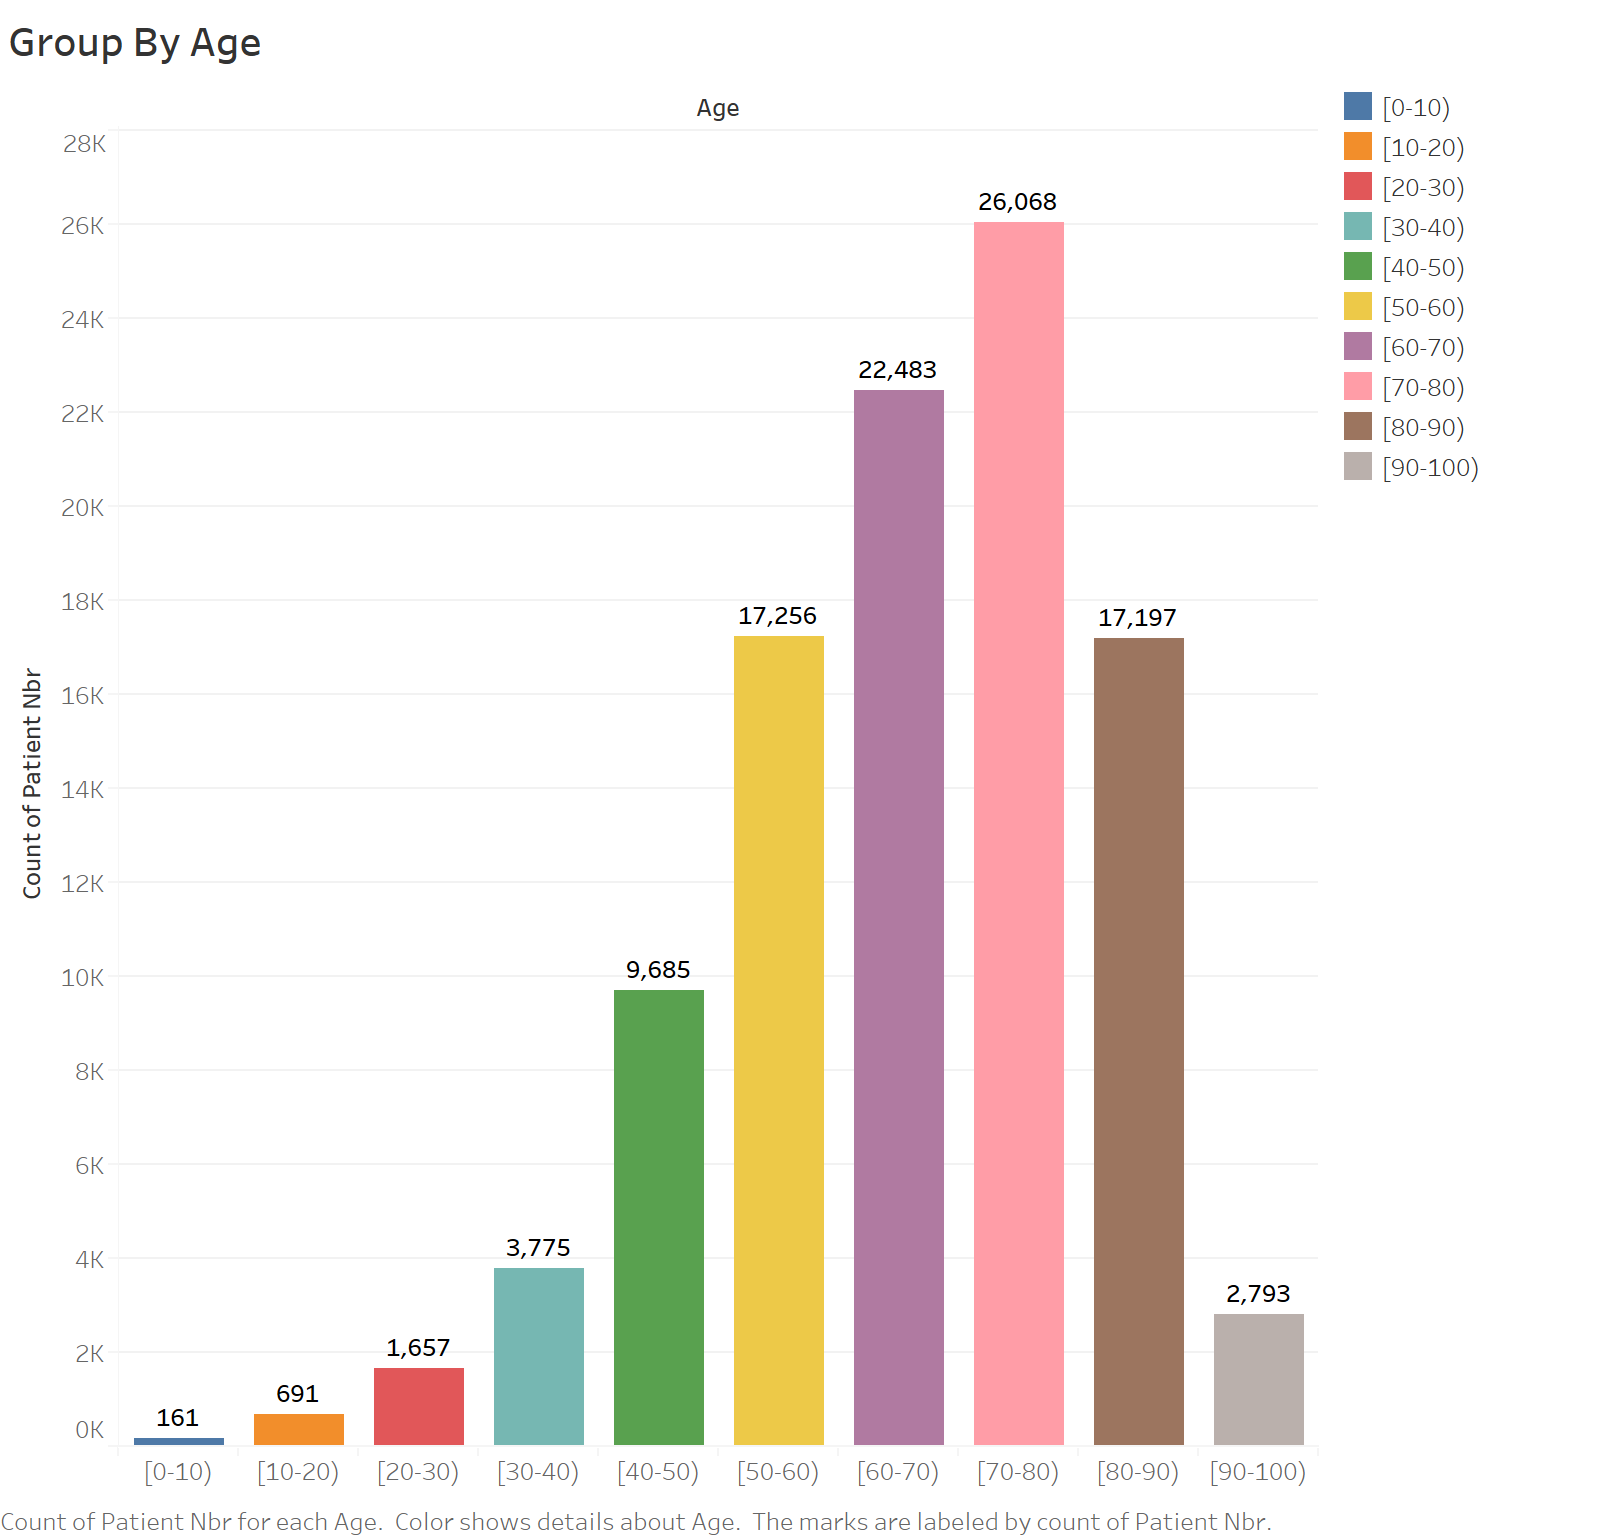 Group By Age
Age
28K
26K
24K
22K
20K
18K
16K
14K
12K
10K
8K
6K
4K
2K
0K
Count of Patient Nbr
161
691
1,657
3,775
9,685
17,256
22,483
26,068
17,197
2,793
[0-10) [10-20) [20-30) [30-40) [40-50) [50-60) [60-70) [70-80) [80-90) [90-100)
[0-10)
[10-20)
[20-30)
[30-40)
[40-50)
[50-60)
[60-70)
[70-80)
[80-90)
[90-100)
Count of Patient Nbr for each Age.  Color shows details about Age.  The marks are labeled by count of Patient Nbr.